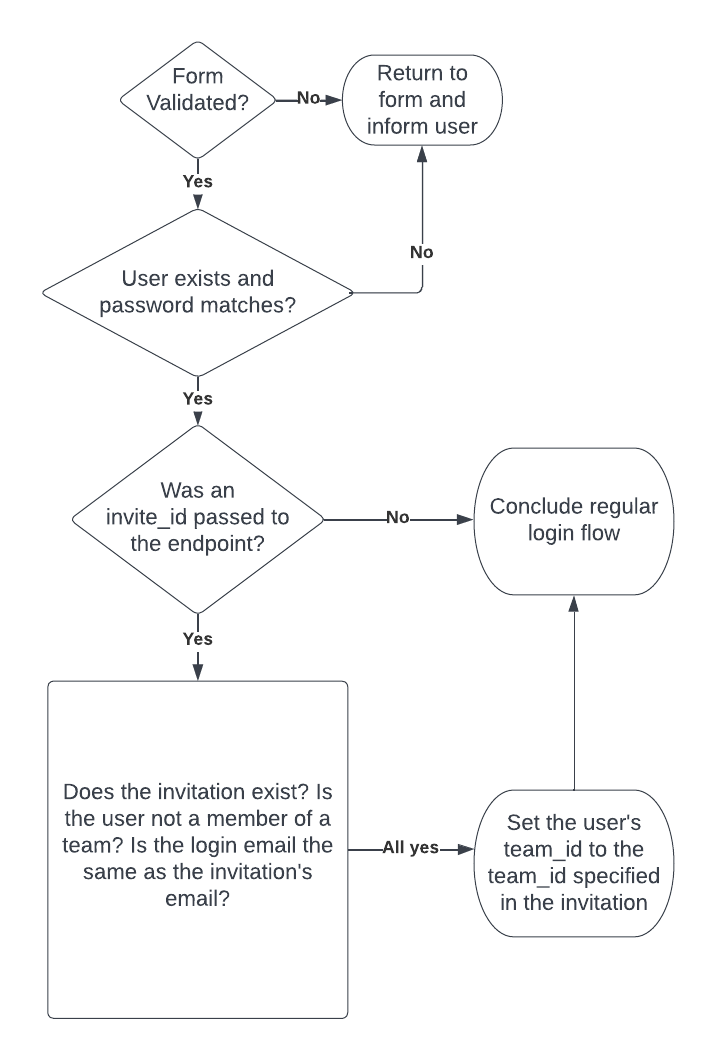 Form
Validated?
No
Return to
form and
inform user
Yes
User exists and
password matches?
No
Yes
Was an
invite_id passed to
the endpoint?
No
Conclude regular
login flow
Yes
Does the invitation exist? Is
the user not a member of a
team? Is the login email the
same as the invitation's
email?
All yes
Set the user's
team_id to the
team_id specified
in the invitation